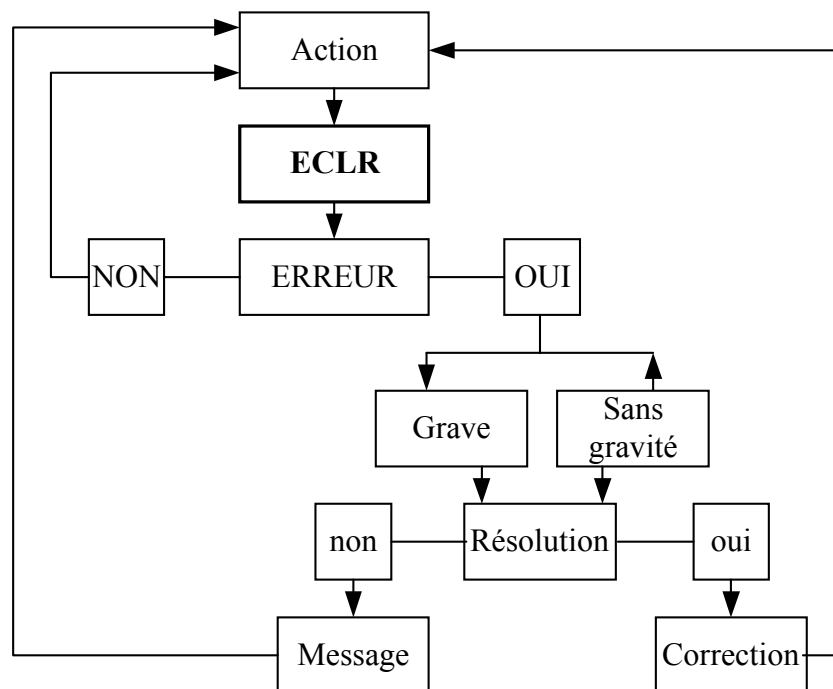 Action
ECLR
NON
ERREUR
OUI
Grave
Sans
gravité
non
Résolution
oui
Message
Correction